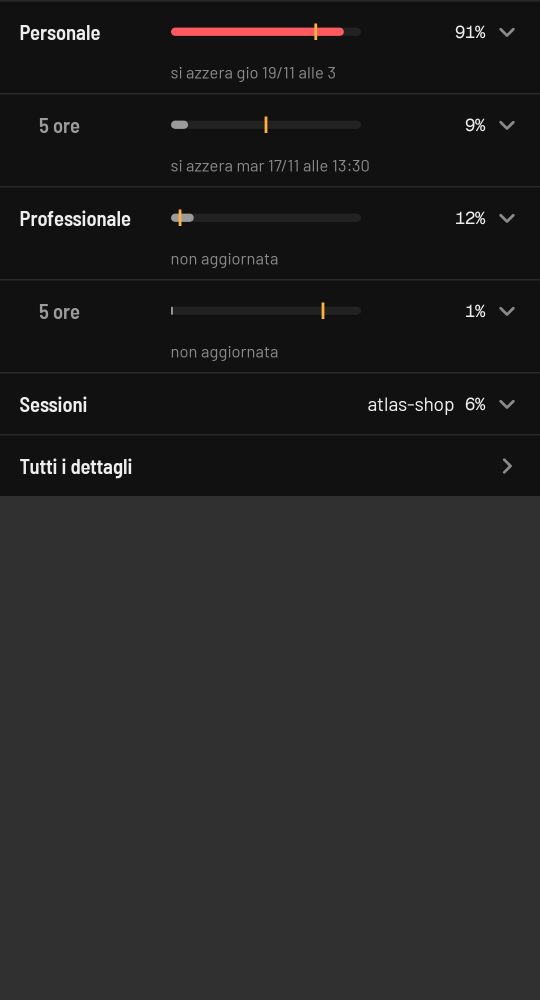 Personale 91%
si azzera gio 19/11 alle 3
5 ore 9%
si azzera mar 17/11 alle 13:30
Professionale 12%
non aggiornata
5 ore 1%
non aggiornata
Sessioni atlas-shop 6%
Tutti i dettagli